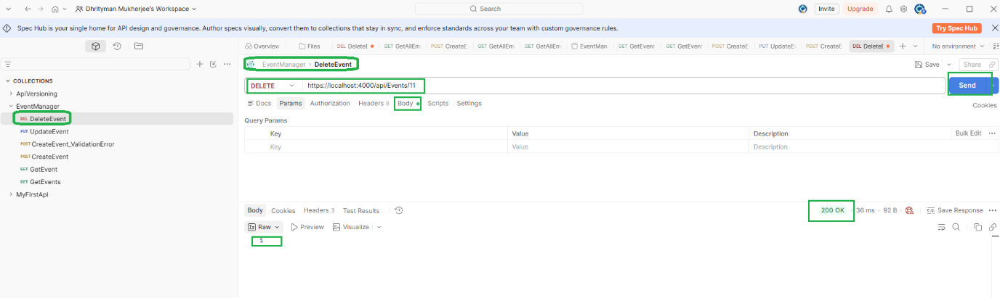 Dhrityman Mukherjee's Workspace
Search
Invite
Upgrade
Spec Hub is your single home for API design and governance. Author specs visually, convert them to collections that stay in sync, and enforce standards across your team with custom governance rules.
Try Spec Hub
Overview
Files
DEL DeleteE
GET GetAllEm
POST CreateE
GET GetAllEm
GET GetAllEm
EventMana
GET GetEvent
GET GetEvent
POST CreateE
PUT UpdateEv
POST CreateE
DEL DeleteE
No environment
COLLECTIONS
ApiVersioning
EventManager
DEL DeleteEvent
PUT UpdateEvent
POST CreateEvent_ValidationError
POST CreateEvent
GET GetEvent
GET GetEvents
MyFirstApi
HTTP EventManager > DeleteEvent
Save
Share
DELETE
https://localhost:4000/api/Events/11
Send
Docs
Params
Authorization
Headers 8
Body
Scripts
Settings
Cookies
Query Params
Key
Value
Description
Bulk Edit
Key
Value
Description
Body
Cookies
Headers 3
Test Results
200 OK
36 ms
92 B
Save Response
Raw
Preview
Visualize
1